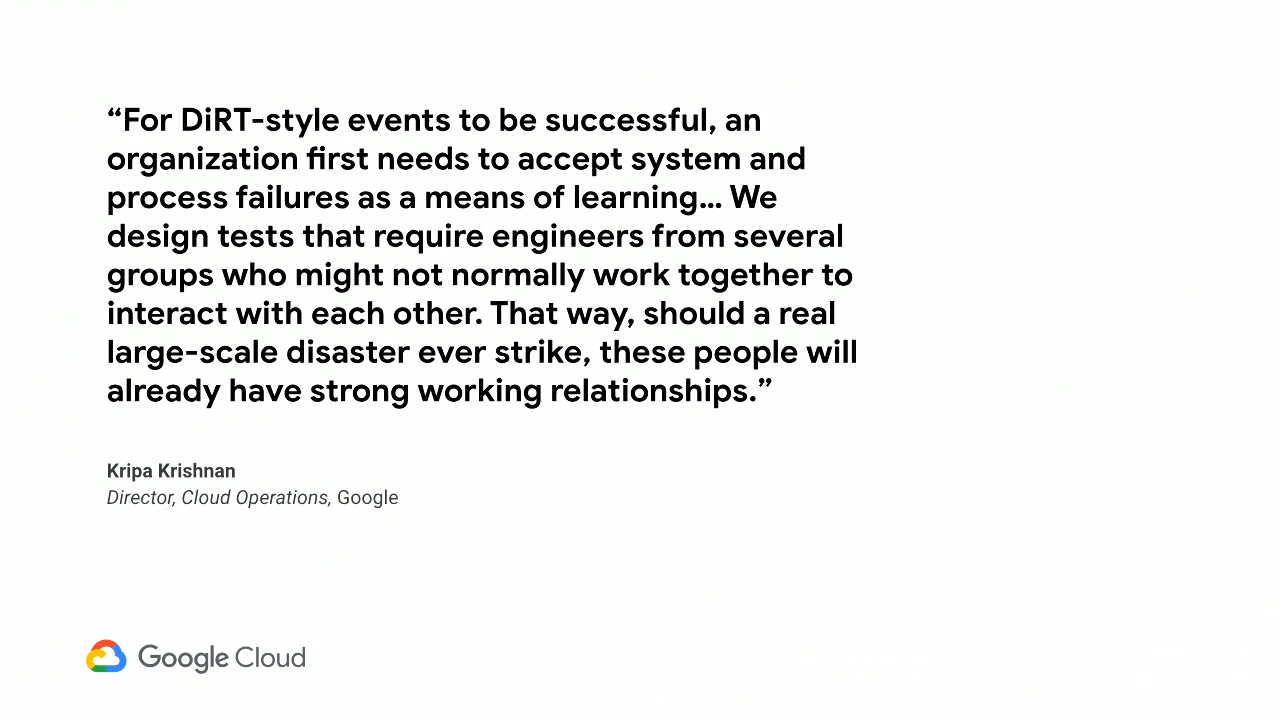 “For DiRT-style events to be successful, an
organization first needs to accept system and
process failures as a means of learning... We
design tests that require engineers from several
groups who might not normally work together to
interact with each other. That way, should a real
large-scale disaster ever strike, these people will
already have strong working relationships.”
Kripa Krishnan
Director, Cloud Operations, Google
Google Cloud